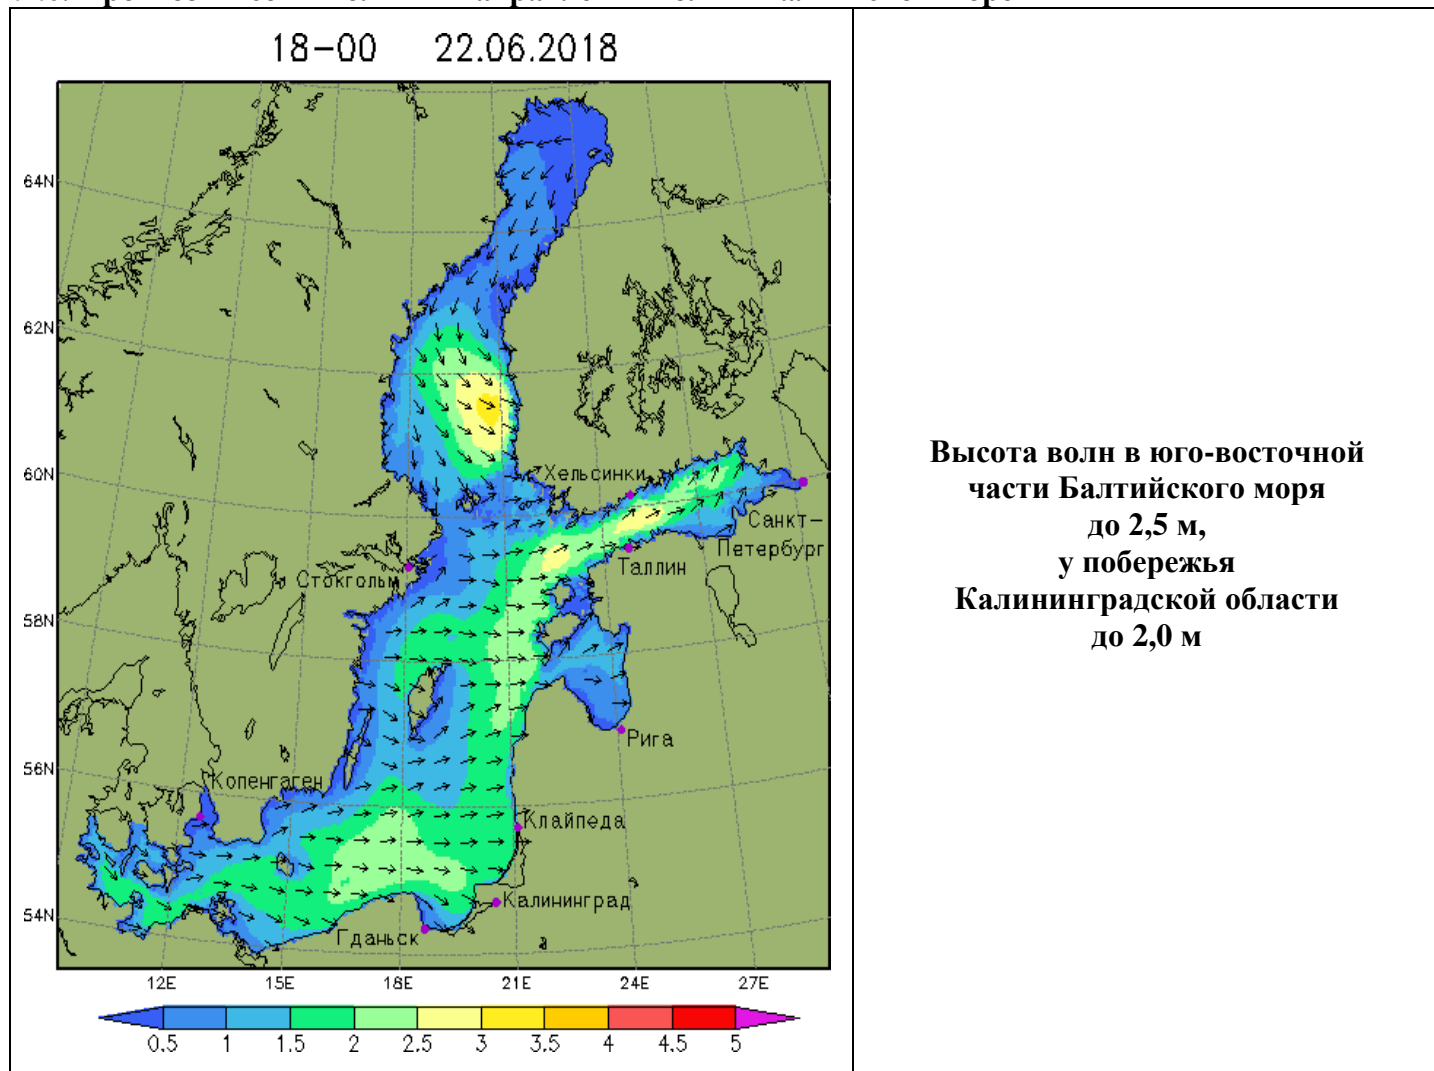 18-00 22.06.2018
64N
62N
60N
58N
56N
54N
Хельсинки
Санкт-
Петербург
Таллин
Стокгольм
Рига
Копенгаген
Клайпеда
Калининград
Гданьск
12E 15E 18E 21E 24E 27E
0.5 1 1.5 2 2.5 3 3.5 4 4.5 5
Высота волн в юго-восточной
части Балтийского моря
до 2,5 м,
у побережья
Калининградской области
до 2,0 м